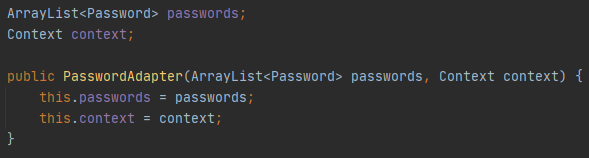 ArrayList<Password> passwords;
Context context;
public PasswordAdapter(ArrayList<Password> passwords, Context context) {
this.passwords = passwords;
this.context = context;
}